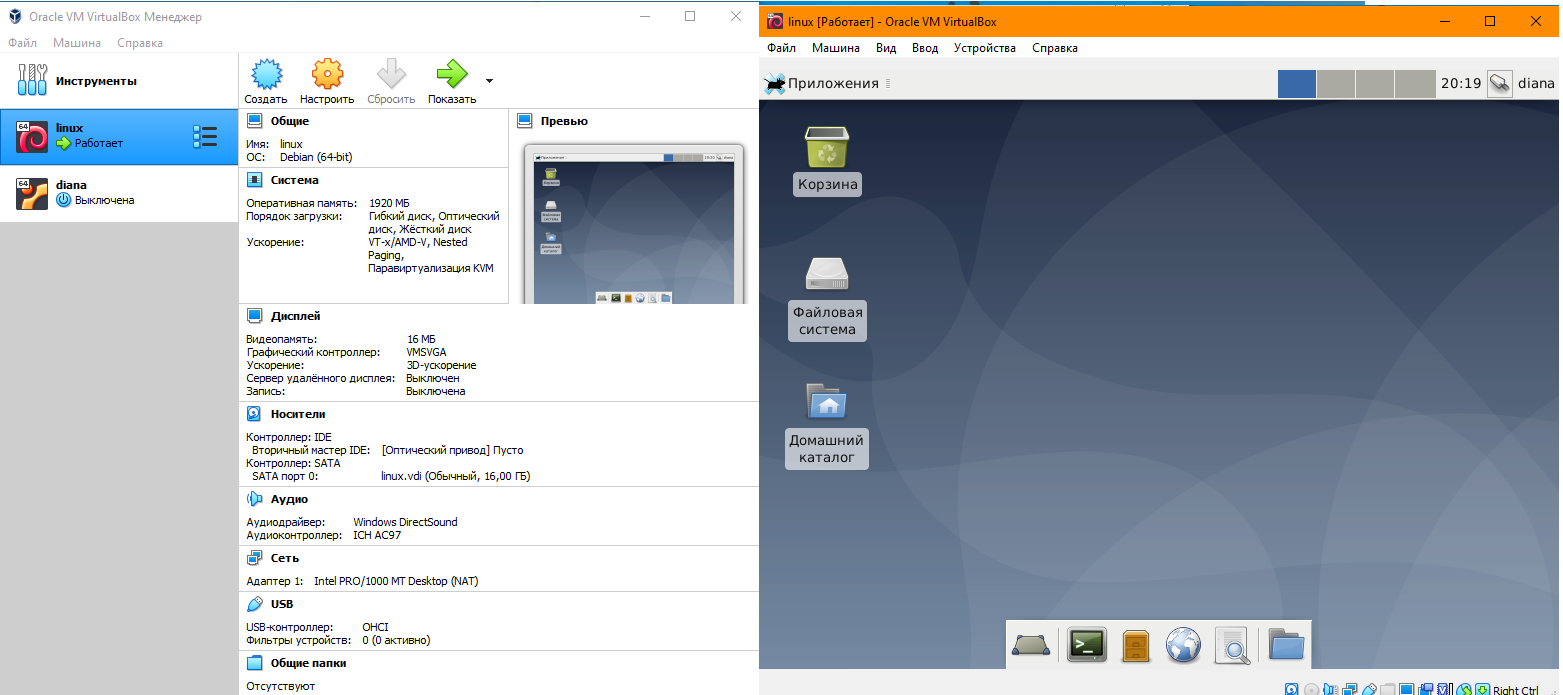 Oracle VM VirtualBox Менеджер
Файл Машина Справка
Инструменты
64
linux
Работает
64
diana
Выключена
Создать Настроить Сбросить Показать
Общие
Имя: linux
ОС: Debian (64-bit)
Система
Оперативная память: 1920 МБ
Порядок загрузки: Гибкий диск, Оптический
диск, Жёсткий диск
Ускорение: VT-x/AMD-V, Nested
Paging,
Паравиртуализация KVM
Превью
Дисплей
Видеопамять: 16 МБ
Графический контроллер: VMSVGA
Ускорение: 3D-ускорение
Сервер удалённого дисплея: Выключен
Запись: Выключена
Носители
Контроллер: IDE
Вторичный мастер IDE: [Оптический привод] Пусто
Контроллер: SATA
SATA порт 0: linux.vdi (Обычный, 16,00 ГБ)
Аудио
Аудиодрайвер: Windows DirectSound
Аудиоконтроллер: ICH AC97
Сеть
Адаптер 1: Intel PRO/1000 MT Desktop (NAT)
USB
USB-контроллер: OHCI
Фильтры устройств: 0 (0 активно)
Общие папки
Отсутствуют
linux [Работает] - Oracle VM VirtualBox
Файл Машина Вид Ввод Устройства Справка
Приложения 20:19 diana
Корзина
Файловая
система
Домашний
каталог
Right Ctrl